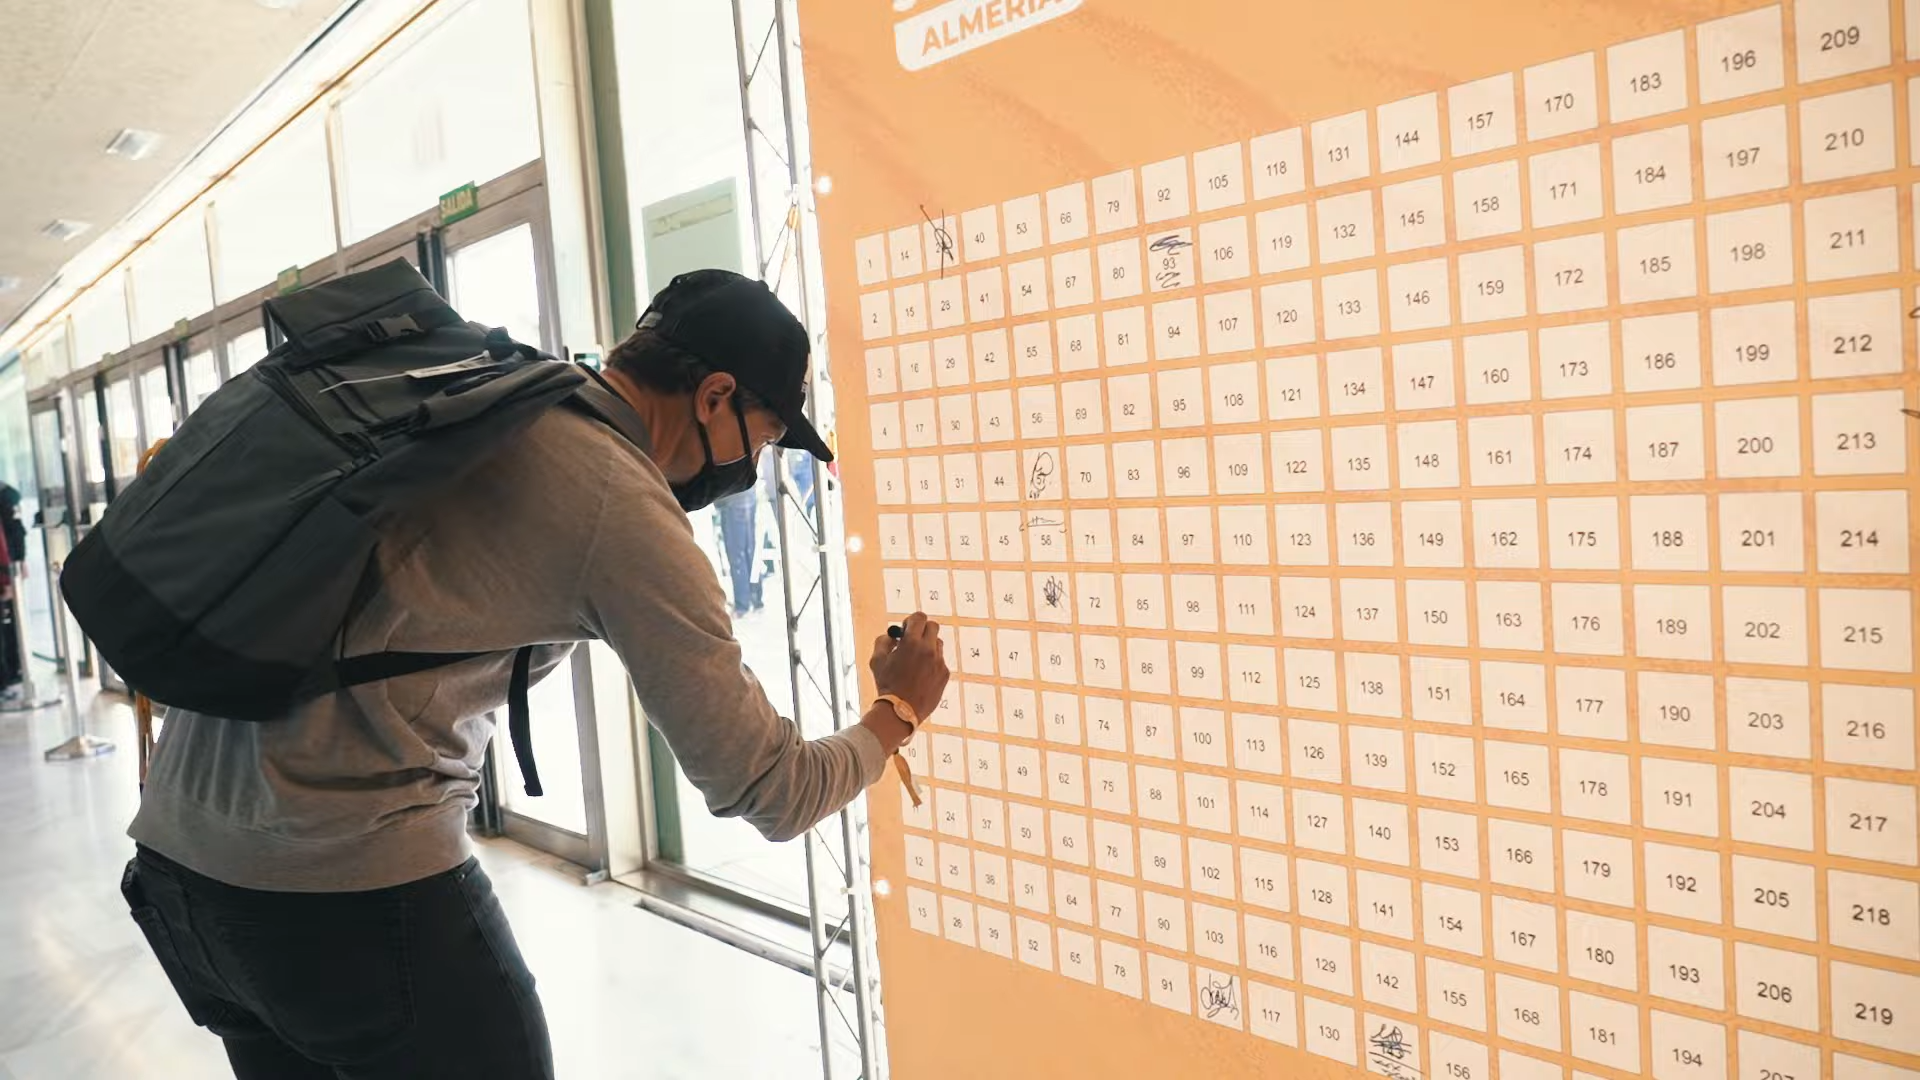 ALMERÍA
1 14 40 53 66 79 92 105 118 131 144 157 170 183 196 209
2 15 28 41 54 67 80 93 106 119 132 145 158 171 184 197 210
3 16 29 42 55 68 81 94 107 120 133 146 159 172 185 198 211
4 17 30 43 56 69 82 95 108 121 134 147 160 173 186 199 212
5 18 31 44 57 70 83 96 109 122 135 148 161 174 187 200 213
6 19 32 45 58 71 84 97 110 123 136 149 162 175 188 201 214
7 20 33 46 72 85 98 111 124 137 150 163 176 189 202 215
34 47 60 73 86 99 112 125 138 151 164 177 190 203 216
22 35 48 61 74 87 100 113 126 139 152 165 178 191 204 217
10 23 36 49 62 75 88 101 114 127 140 153 166 179 192 205 218
24 37 50 63 76 89 102 115 128 141 154 167 180 193 206 219
12 25 38 51 64 77 90 103 116 129 142 155 168 181 194 207
13 26 39 52 65 78 91 117 130 156
SALIDA